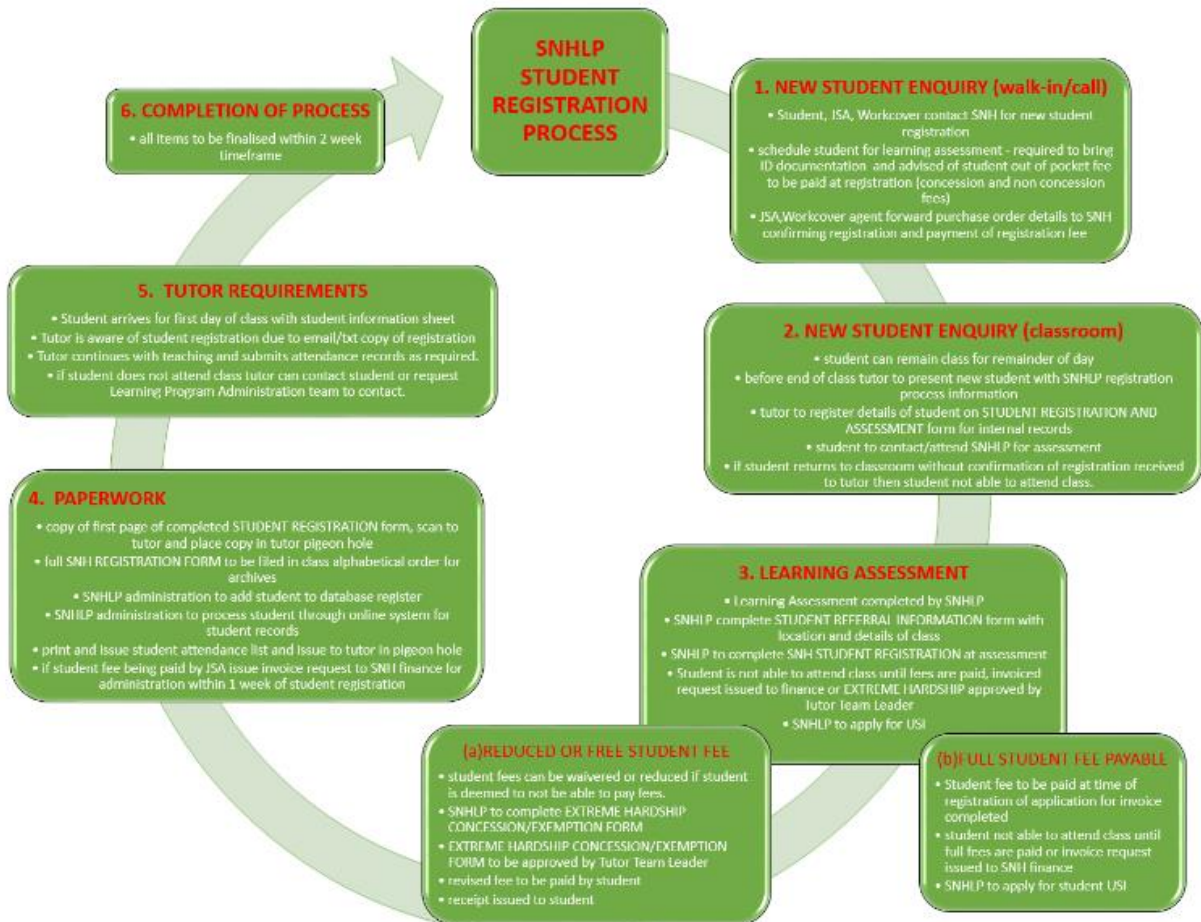 SNHLP
STUDENT
REGISTRATION
PROCESS
1. NEW STUDENT ENQUIRY (walk-in/call)
• Student, JSA, Workcover contact SNH for new student
registration
• schedule student for learning assessment - required to bring
ID documentation and advised of student out of pocket fee
to be paid at registration (concession and non concession
fees)
• JSA,Workcover agent forward purchase order details to SNH
confirming registration and payment of registration fee
2. NEW STUDENT ENQUIRY (classroom)
• student can remain class for remainder of day
• before end of class tutor to present new student with SNHLP registration
process information
• tutor to register details of student on STUDENT REGISTRATION AND
ASSESSMENT form for internal records
• student to contact/attend SNHLP for assessment
• if student returns to classroom without confirmation of registration received
to tutor then student not able to attend class.
3. LEARNING ASSESSMENT
• Learning Assessment completed by SNHLP
• SNHLP complete STUDENT REFERRAL INFORMATION form with
location and details of class
• SNHLP to complete SNH STUDENT REGISTRATION at assessment
• Student is not able to attend class until fees are paid, invoiced
request issued to finance or EXTREME HARDSHIP approved by
Tutor Team Leader
• SNHLP to apply for USI
(a)REDUCED OR FREE STUDENT FEE
• student fees can be waivered or reduced if student
is deemed to not be able to pay fees.
• SNHLP to complete EXTREME HARDSHIP
CONCESSION/EXEMPTION FORM
• EXTREME HARDSHIP CONCESSION/EXEMPTION
FORM to be approved by Tutor Team Leader
• revised fee to be paid by student
• receipt issued to student
(b)FULL STUDENT FEE PAYABLE
• Student fee to be paid at time of
registration of application for invoice
completed
• student not able to attend class until
full fees are paid or invoice request
issued to SNH finance
• SNHLP to apply for student USI
4. PAPERWORK
• copy of first page of completed STUDENT REGISTRATION form, scan to
tutor and place copy in tutor pigeon hole
• full SNH REGISTRATION FORM to be filed in class alphabetical order for
archives
• SNHLP administration to add student to database register
• SNHLP administration to process student through online system for
student records
• print and issue student attendance list and issue to tutor in pigeon hole
• if student fee being paid by JSA issue invoice request to SNH finance for
administration within 1 week of student registration
5. TUTOR REQUIREMENTS
• Student arrives for first day of class with student information sheet
• Tutor is aware of student registration due to email/txt copy of registration
• Tutor continues with teaching and submits attendance records as required.
• if student does not attend class tutor can contact student or request
Learning Program Administration team to contact.
6. COMPLETION OF PROCESS
• all items to be finalised within 2 week
timeframe